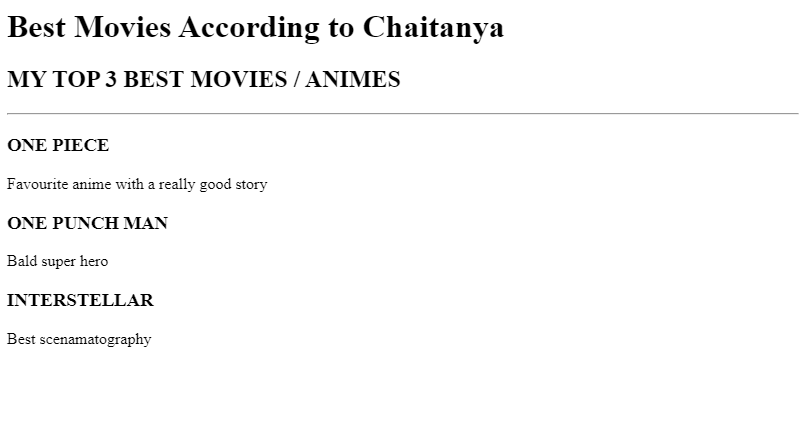 Best Movies According to Chaitanya
MY TOP 3 BEST MOVIES / ANIMES
ONE PIECE
Favourite anime with a really good story
ONE PUNCH MAN
Bald super hero
INTERSTELLAR
Best scenamatography